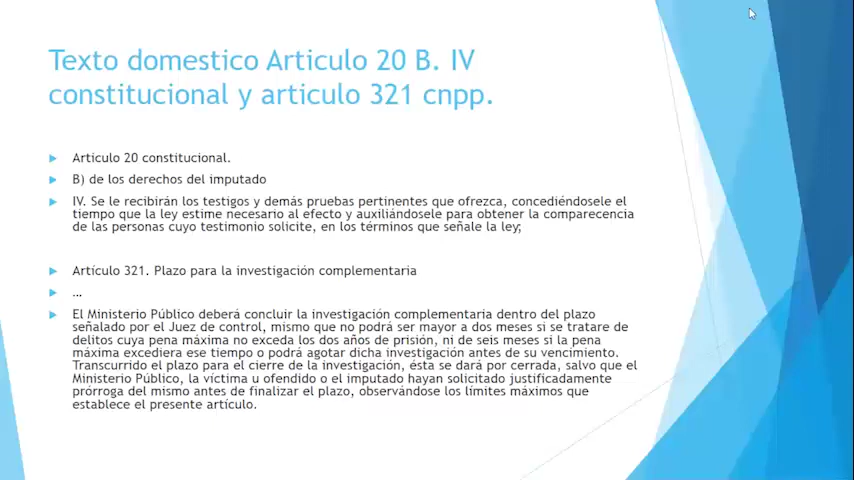 Texto domestico Articulo 20 B. IV
constitucional y articulo 321 cnpp.
Articulo 20 constitucional.
B) de los derechos del imputado
IV. Se le recibirán los testigos y demás pruebas pertinentes que ofrezca, concediéndosele el
tiempo que la ley estime necesario al efecto y auxiliándosele para obtener la comparecencia
de las personas cuyo testimonio solicite, en los términos que señale la ley;
Artículo 321. Plazo para la investigación complementaria
...
El Ministerio Público deberá concluir la investigación complementaria dentro del plazo
señalado por el Juez de control, mismo que no podrá ser mayor a dos meses si se tratare de
delitos cuya pena máxima no exceda los dos años de prisión, ni de seis meses si la pena
máxima excediera ese tiempo o podrá agotar dicha investigación antes de su vencimiento.
Transcurrido el plazo para el cierre de la investigación, ésta se dará por cerrada, salvo que el
Ministerio Público, la víctima u ofendido o el imputado hayan solicitado justificadamente
prórroga del mismo antes de finalizar el plazo, observándose los límites máximos que
establece el presente artículo.